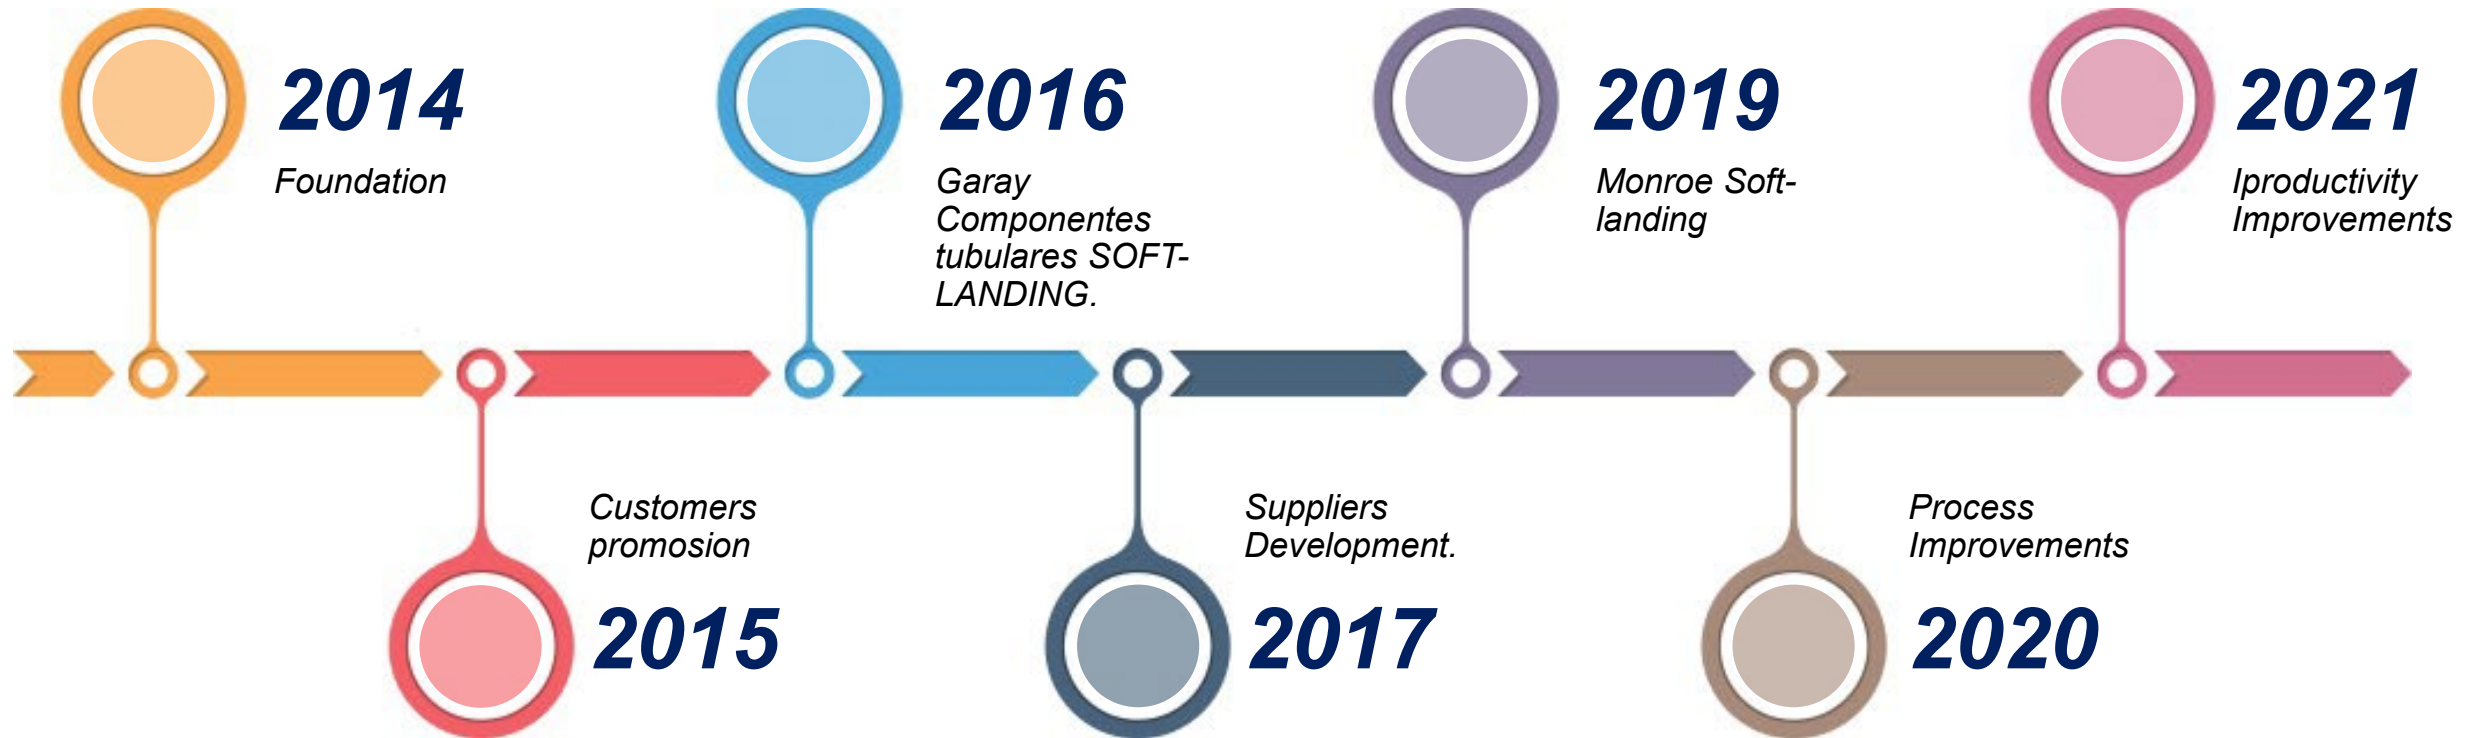 2014
Foundation
Customers
promosion
2015
2016
Garay
Componentes
tubulares SOFT-
LANDING.
Suppliers
Development.
2017
2019
Monroe Soft-
landing
Process
Improvements
2020
2021
Iproductivity
Improvements